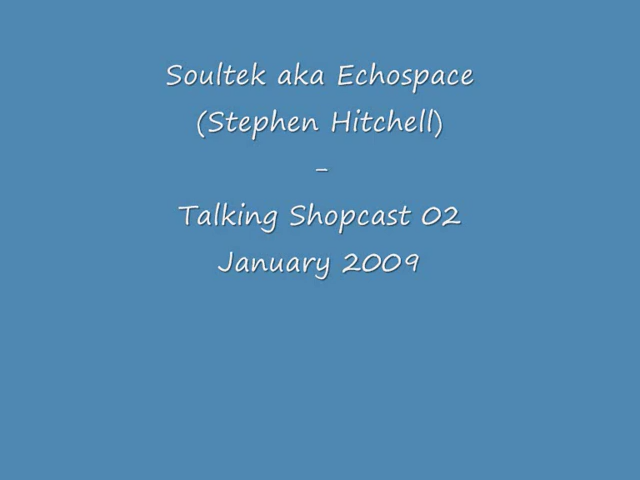 Soultek aka Echospace
(Stephen Hitchell)
-
Talking Shopcast 02
January 2009